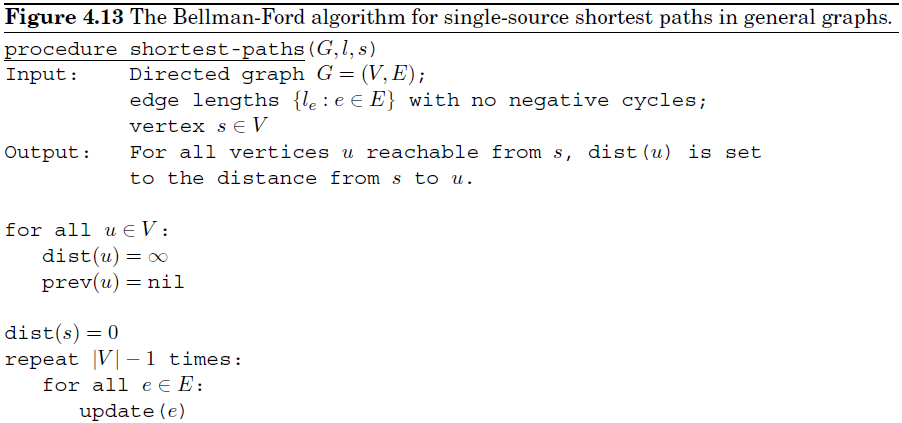 Figure 4.13 The Bellman-Ford algorithm for single-source shortest paths in general graphs.
procedure shortest-paths(G, l, s)
Input: Directed graph G = (V, E);
edge lengths {lₑ : e ∈ E} with no negative cycles;
vertex s ∈ V
Output: For all vertices u reachable from s, dist(u) is set
to the distance from s to u.
for all u ∈ V:
dist(u) = ∞
prev(u) = nil
dist(s) = 0
repeat |V| − 1 times:
for all e ∈ E:
update(e)